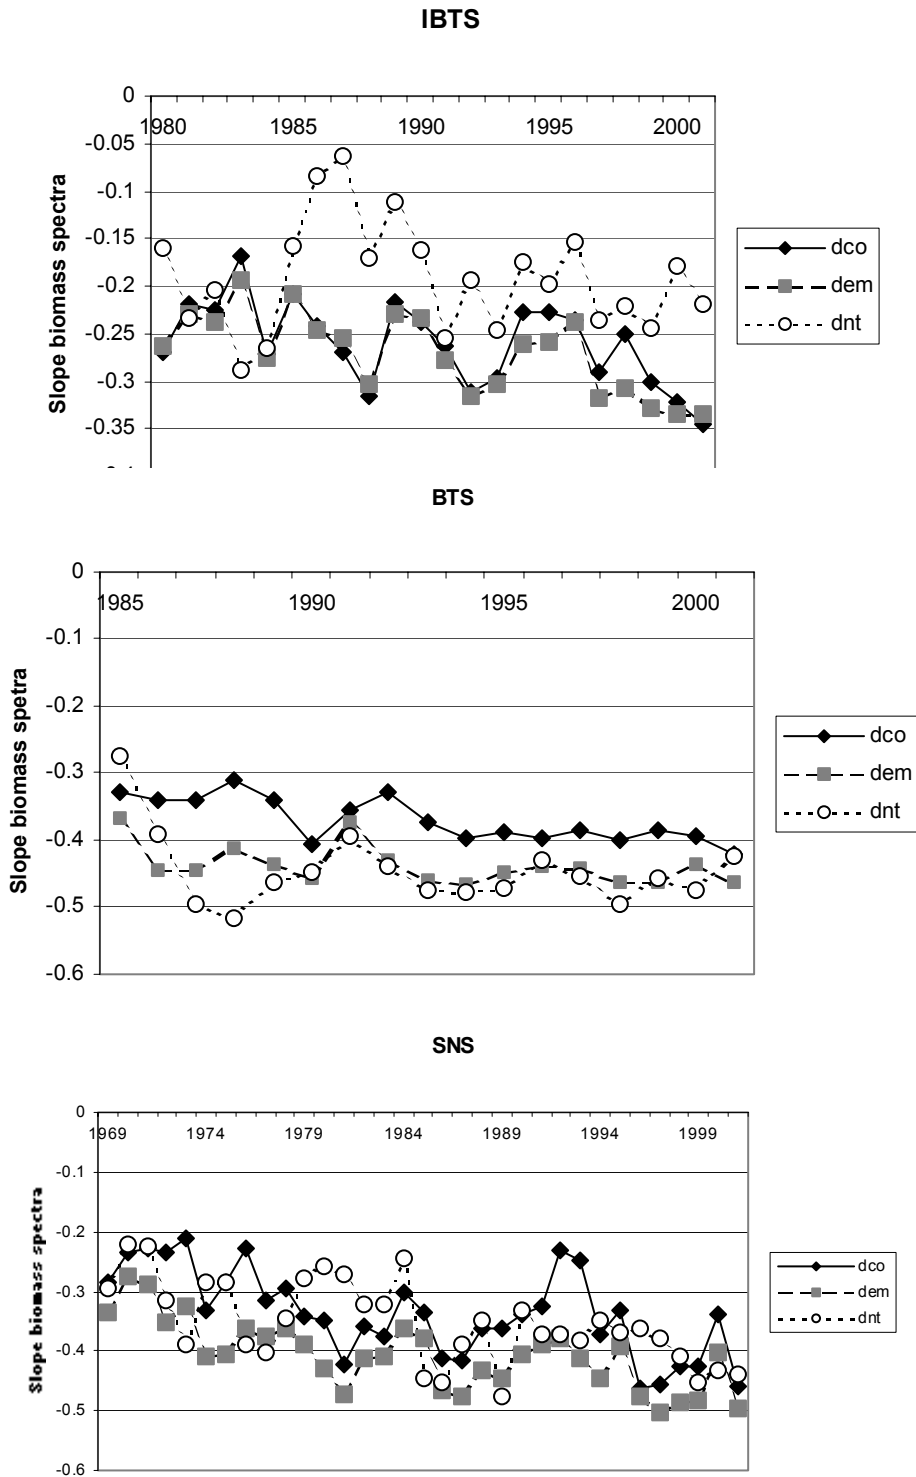 IBTS
0
1980 1985 1990 1995 2000
-0.05
-0.1
-0.15
-0.2
-0.25
-0.3
-0.35
Slope biomass spectra
dco
dem
dnt
BTS
0
1985 1990 1995 2000
-0.1
-0.2
-0.3
-0.4
-0.5
-0.6
Slope biomass spetra
dco
dem
dnt
SNS
0
1969 1974 1979 1984 1989 1994 1999
-0.1
-0.2
-0.3
-0.4
-0.5
-0.6
Slope biomass spectra
dco
dem
dnt